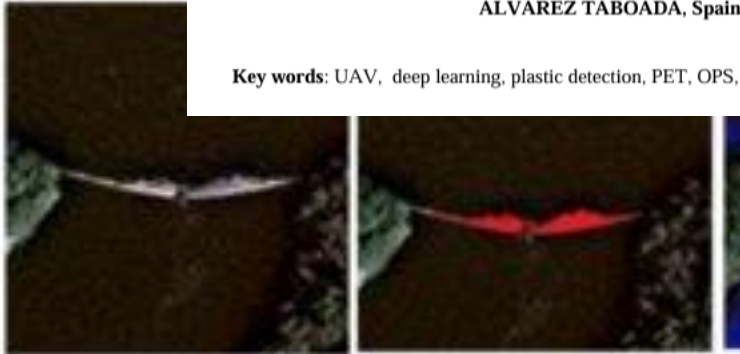 ALVAREZ TABOADA, Spain
Key words: UAV, deep learning, plastic detection, PET, OPS,